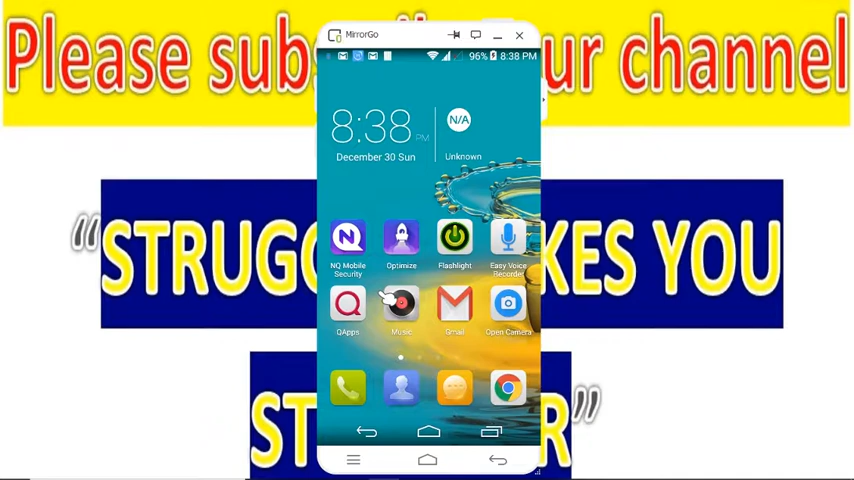 Please subs ur channel
MirrorGo
96% 8:38 PM
8:38 PM
N/A
December 30 Sun
Unknown
“STRUGG KES YOU
NQ Mobile Security
Optimize
Flashlight
Easy Voice Recorder
QApps
Music
Gmail
Open Camera
ST R”